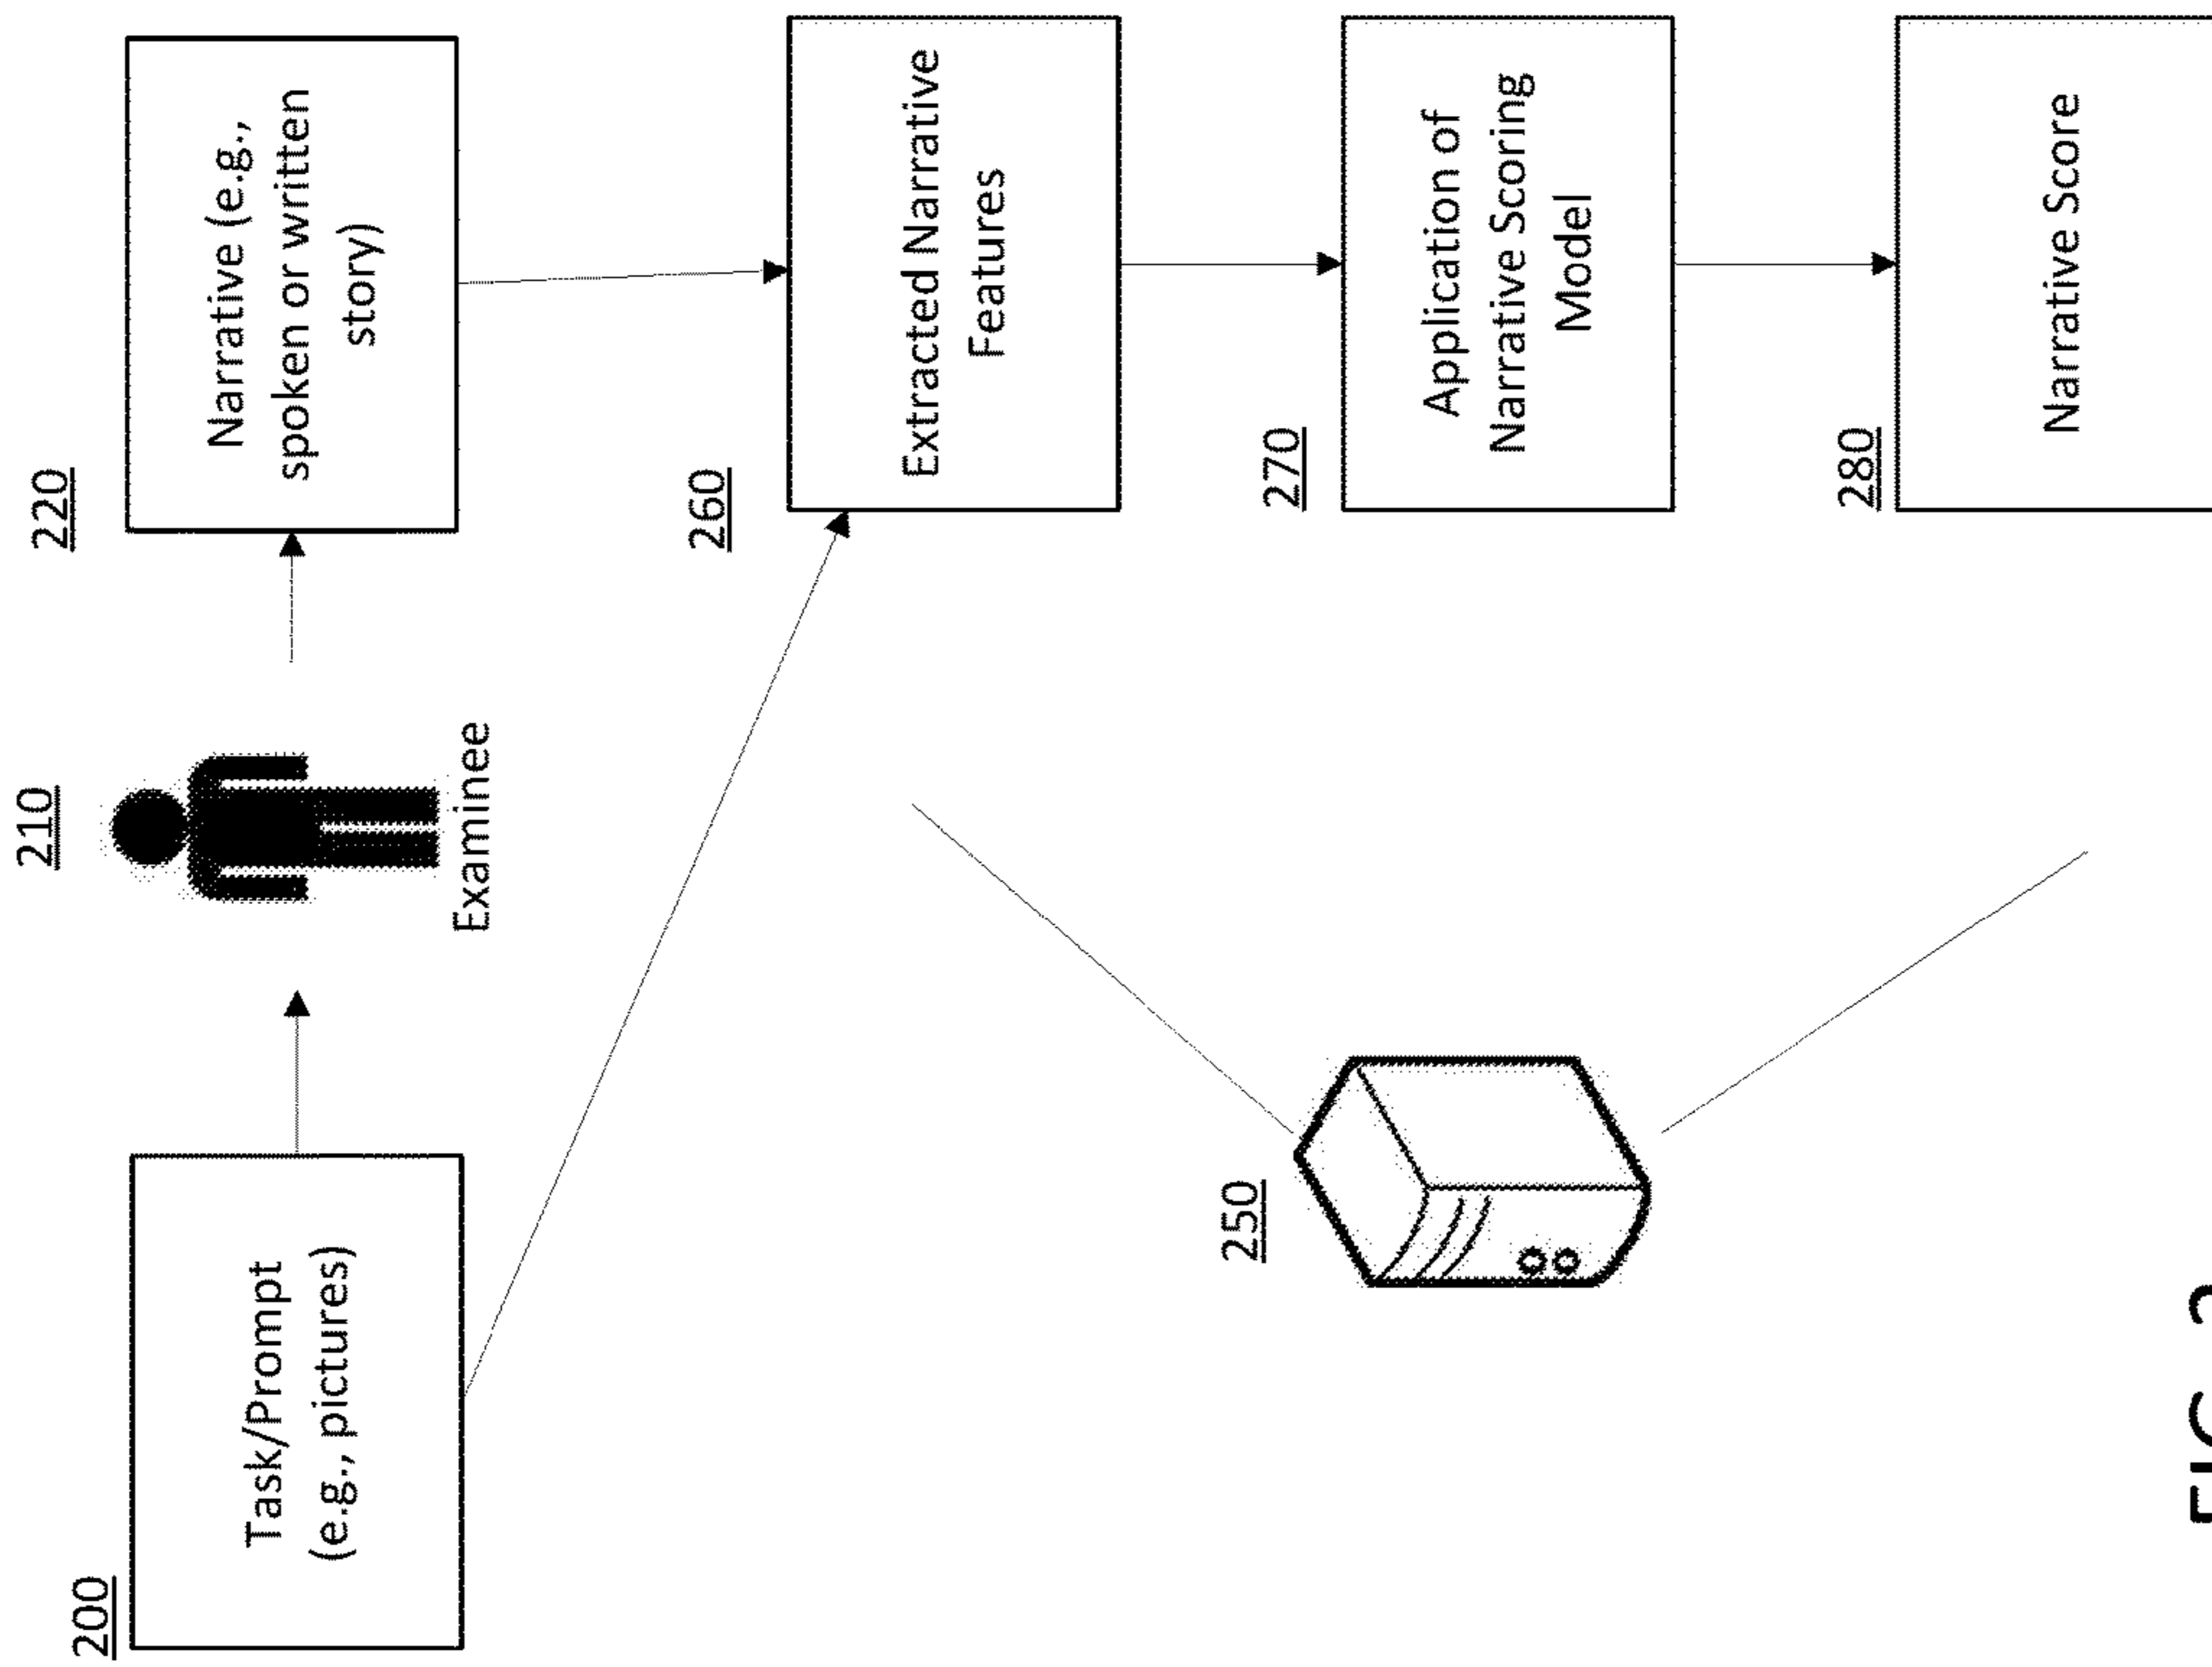 200
Task/Prompt
(e.g., pictures)
210
Examinee
220
Narrative (e.g.,
spoken or written
story)
260
Extracted Narrative
Features
250
270
Application of
Narrative Scoring
Model
280
Narrative Score
FIG